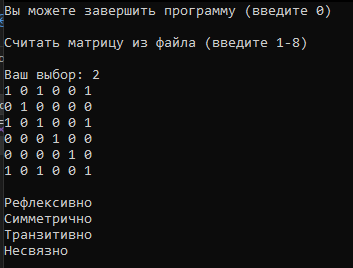 Вы можете завершить программу (введите 0)
Считать матрицу из файла (введите 1-8)
Ваш выбор: 2
1 0 1 0 0 1
0 1 0 0 0 0
1 0 1 0 0 1
0 0 0 1 0 0
0 0 0 0 1 0
1 0 1 0 0 1
Рефлексивно
Симметрично
Транзитивно
Несвязно